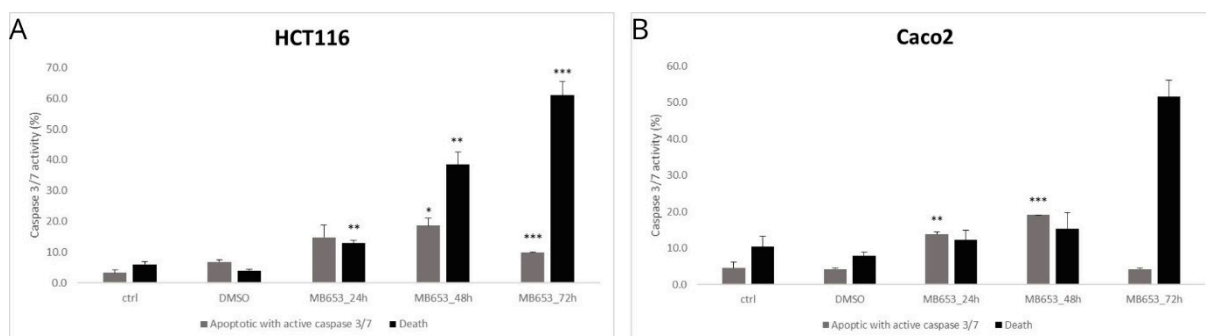 A
HCT116
Caspase 3/7 activity (%)
70.0
60.0
50.0
40.0
30.0
20.0
10.0
0.0
***
**
*
**
***
ctrl DMSO MB653_24h MB653_48h MB653_72h
Apoptotic with active caspase 3/7 Death
B
Caco2
Caspase 3/7 activity (%)
60.0
50.0
40.0
30.0
20.0
10.0
0.0
**
***
ctrl DMSO MB653_24h MB653_48h MB653_72h
Apoptic with active caspase 3/7 Death